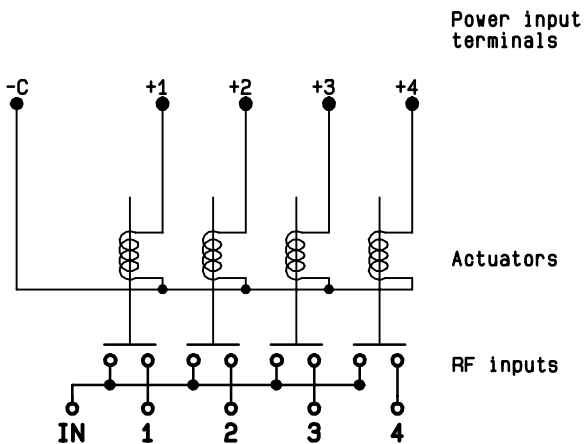 Power input
terminals
-C +1 +2 +3 +4
Actuators
RF inputs
IN 1 2 3 4